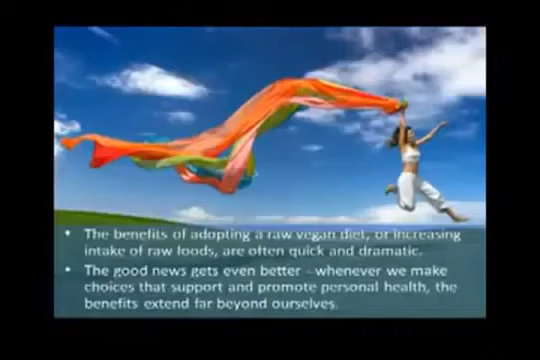 • The benefits of adopting a raw vegan diet, or increasing
intake of raw foods, are often quick and dramatic.
• The good news gets even better - whenever we make
choices that support and promote personal health, the
benefits extend far beyond ourselves.